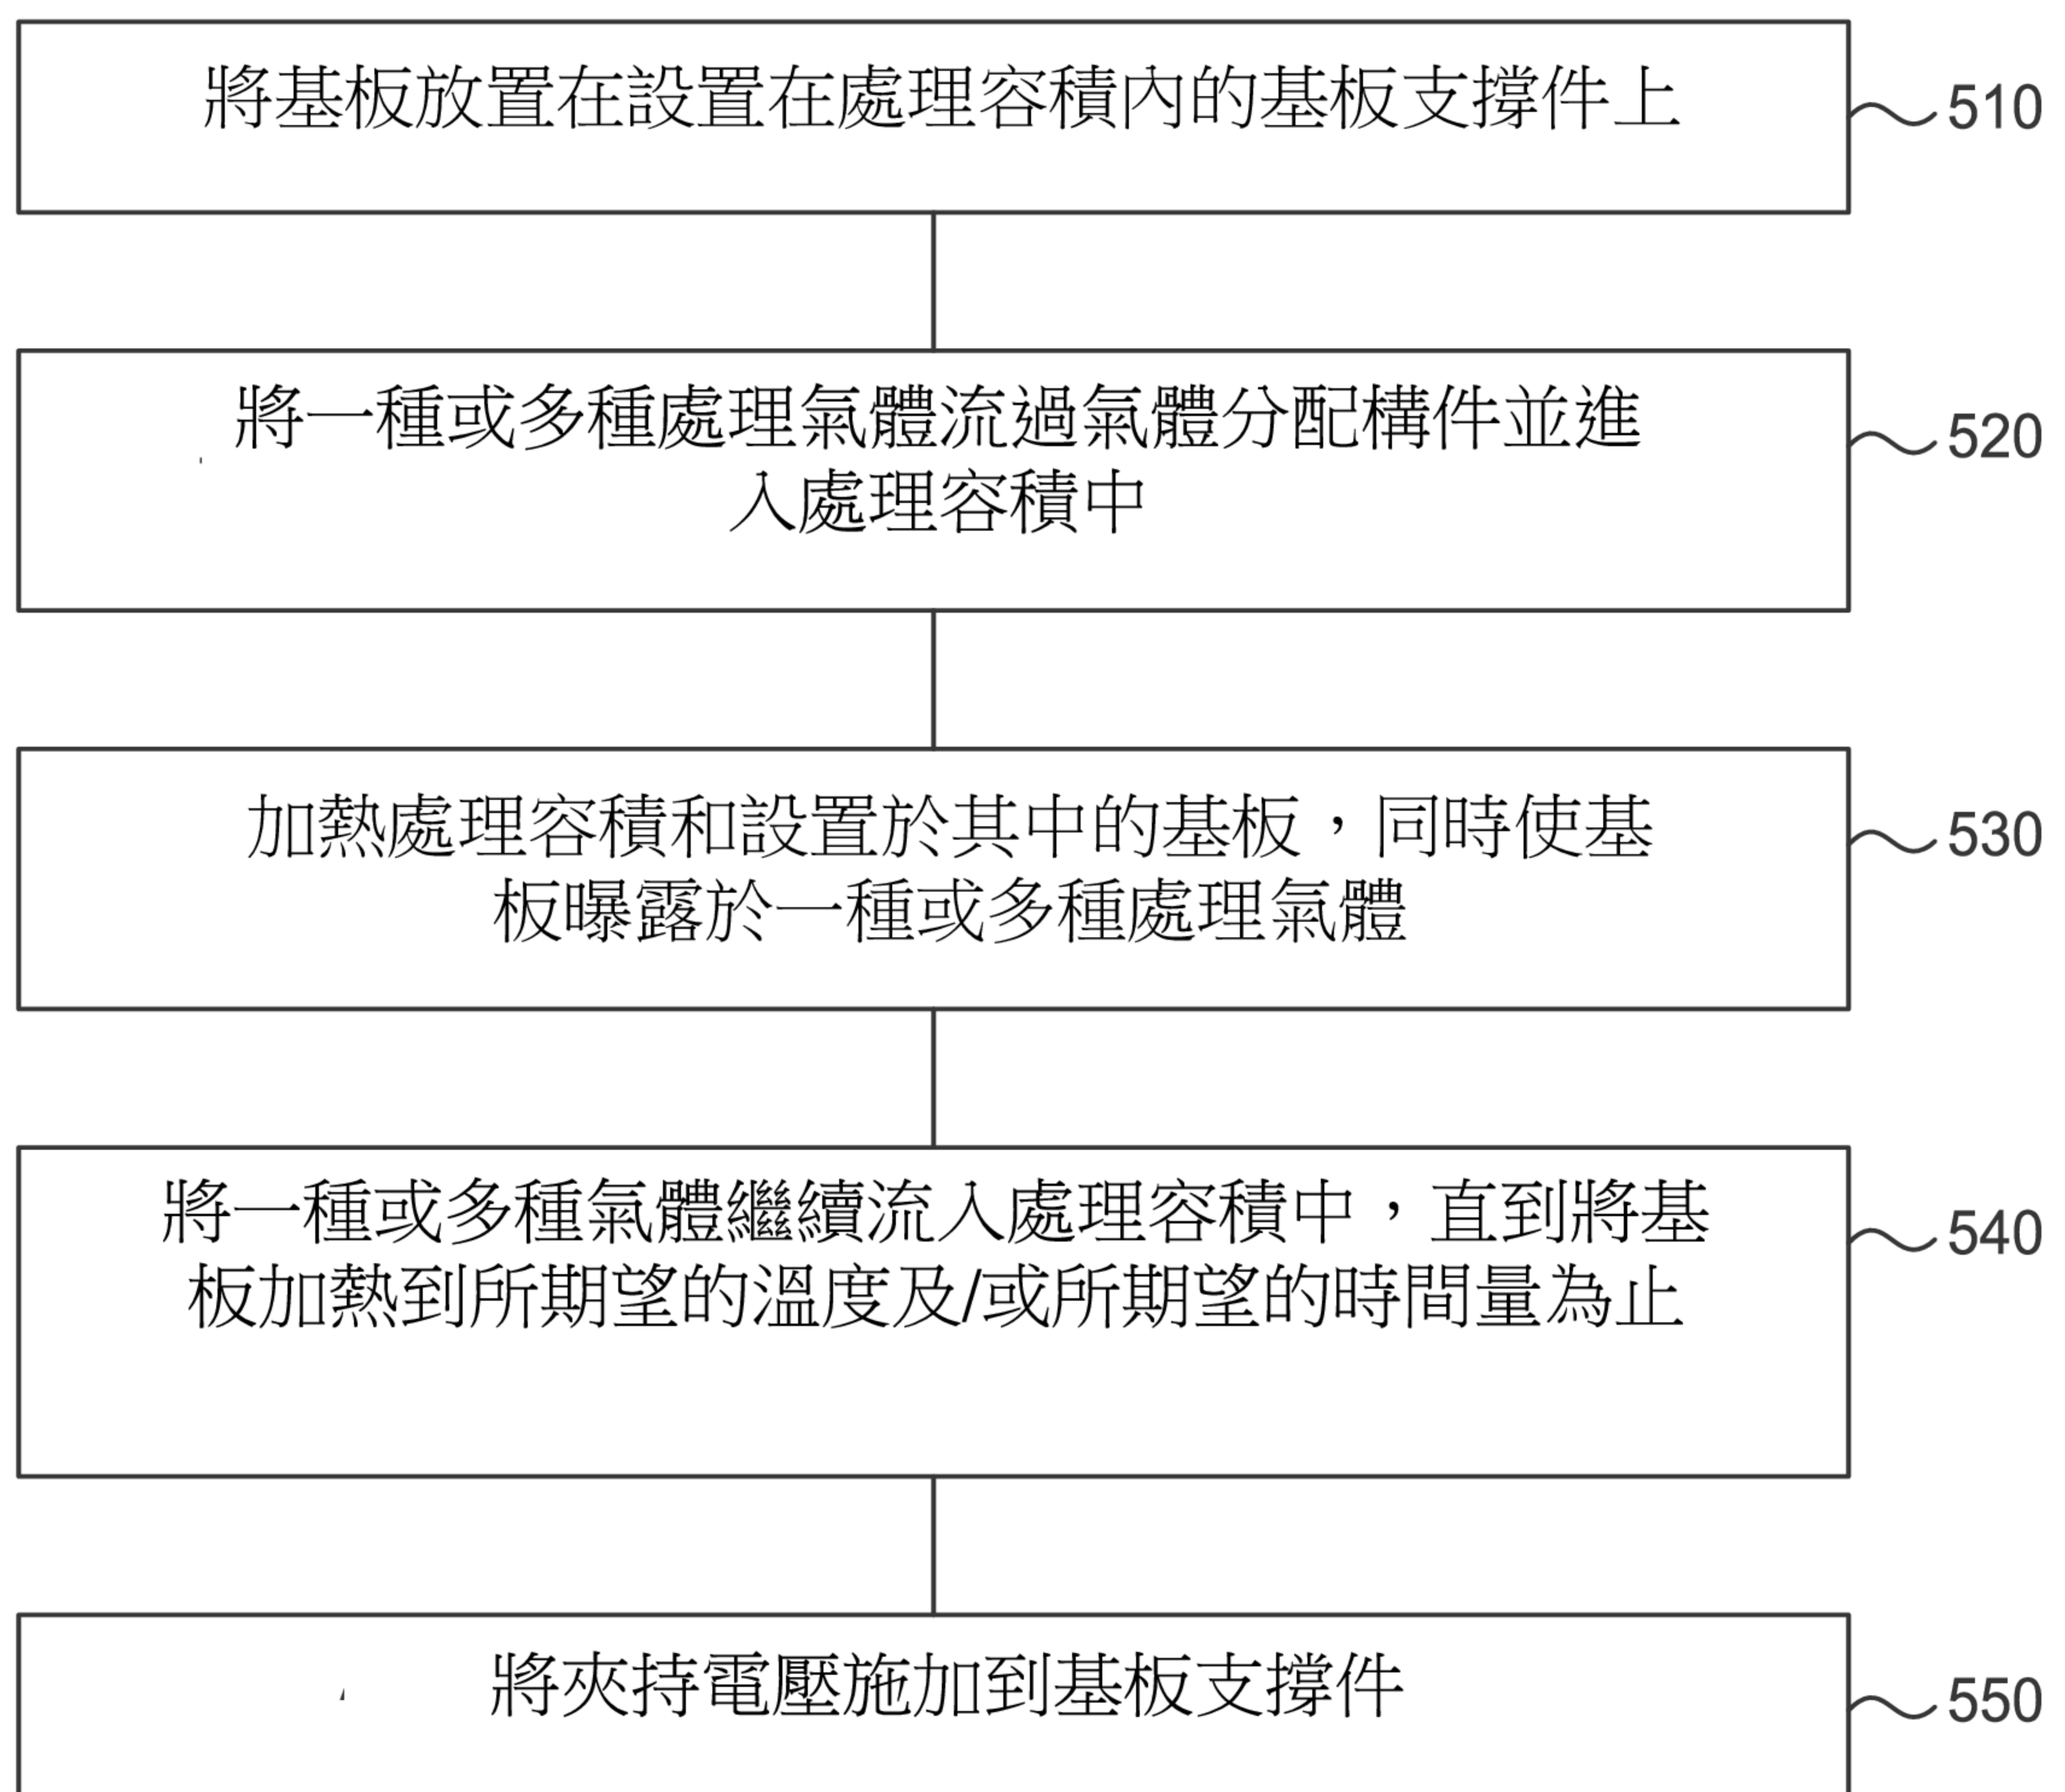 將基板放置在設置在處理容積內的基板支撐件上
510
將一種或多種處理氣體流過氣體分配構件並進
入處理容積中
520
加熱處理容積和設置於其中的基板，同時使基
板曝露於一種或多種處理氣體
530
將一種或多種氣體繼續流入處理容積中，直到將基
板加熱到所期望的溫度及/或所期望的時間量為止
540
將夾持電壓施加到基板支撐件
550